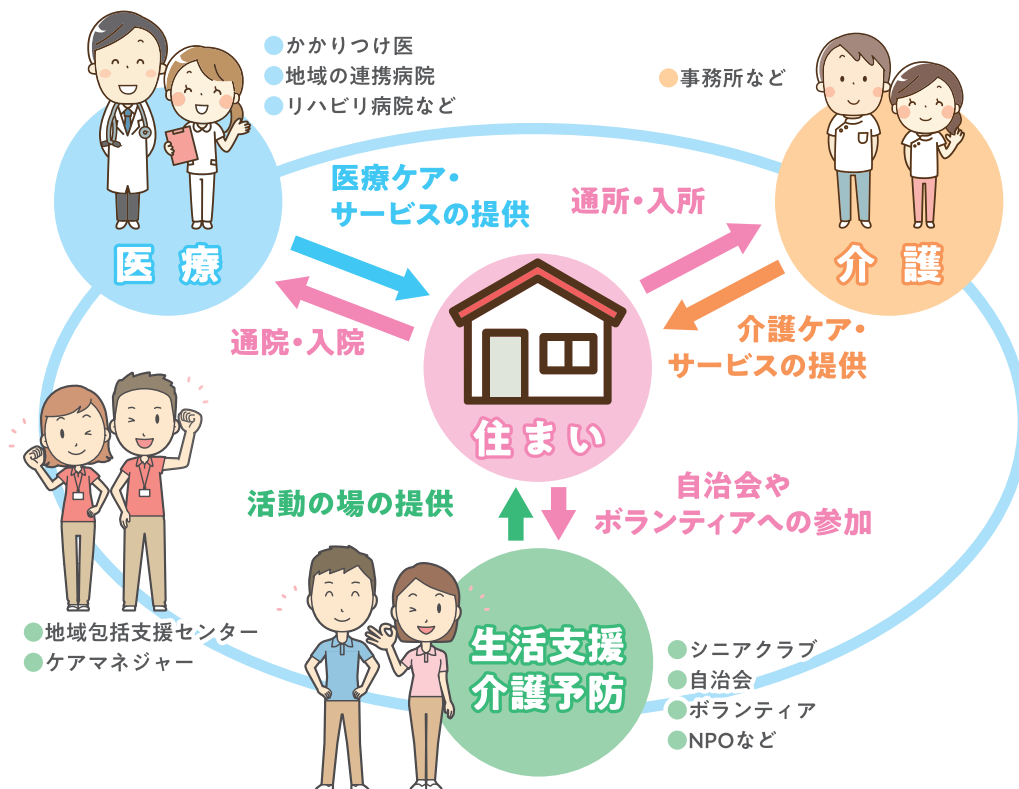 ●かかりつけ医
●地域の連携病院
●リハビリ病院など
●事務所など
医療ケア・
サービスの提供
通所・入所
医療
介護
通院・入院
介護ケア・
サービスの提供
住まい
活動の場の提供
自治会や
ボランティアへの参加
●地域包括支援センター
●ケアマネジャー
生活支援
介護予防
●シニアクラブ
●自治会
●ボランティア
●NPOなど